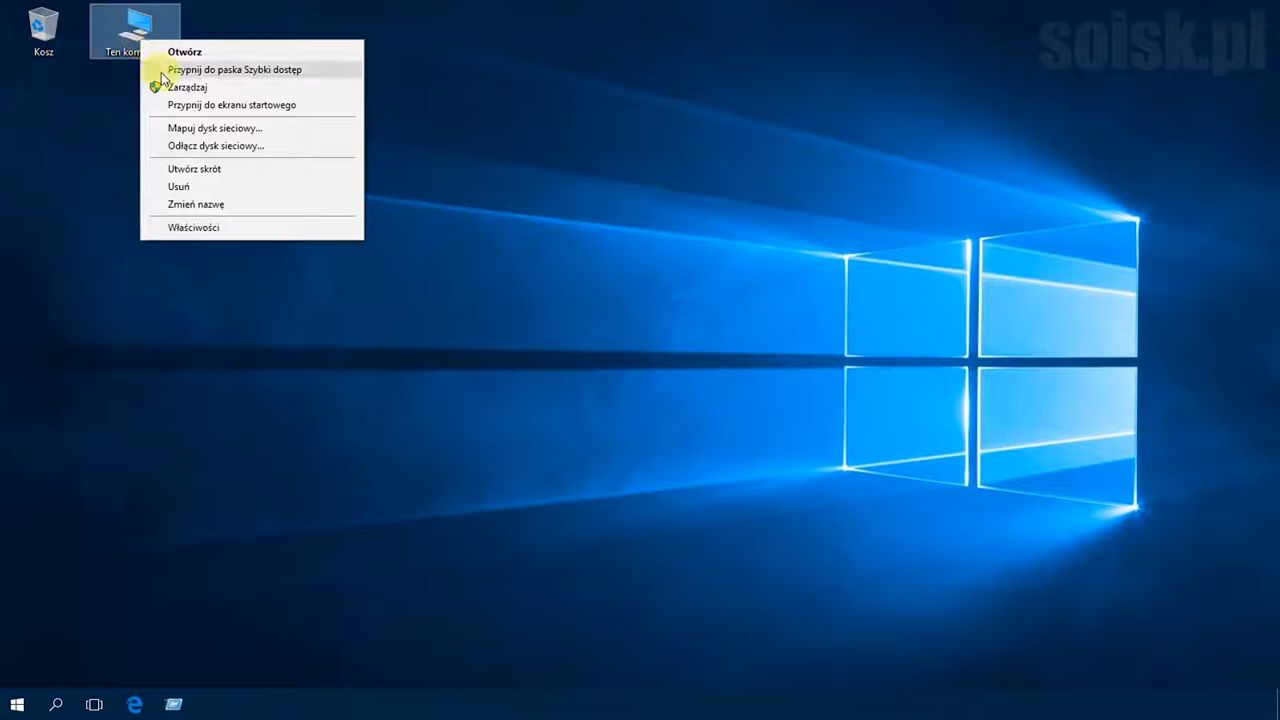 soisk.pl
Kosz
Ten kom
Otwórz
Przypnij do paska Szybki dostęp
Zarządzaj
Przypnij do ekranu startowego
Mapuj dysk sieciowy...
Odłącz dysk sieciowy...
Utwórz skrót
Usuń
Zmień nazwę
Właściwości